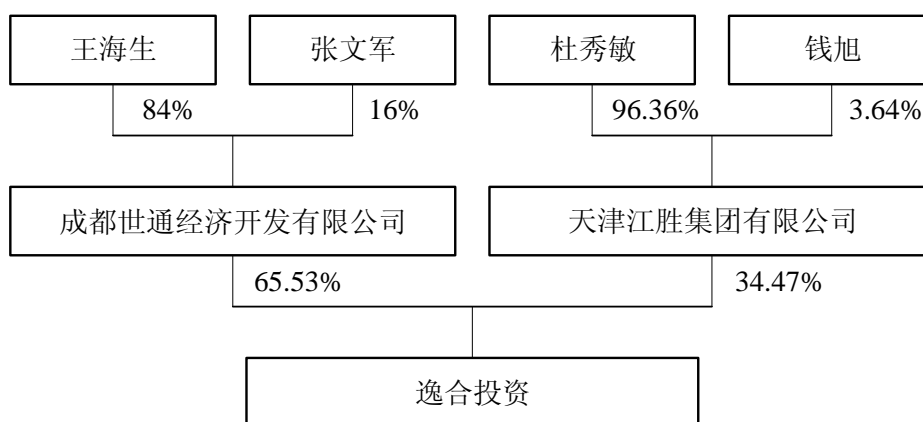 王海生
张文军
杜秀敏
钱旭
84%
16%
96.36%
3.64%
成都世通经济开发有限公司
天津江胜集团有限公司
65.53%
34.47%
逸合投资